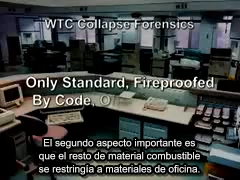 WTC Collapse Forensics
Only Standard, Fireproofed
By Code,
El segundo aspecto importante es
que el resto de material combustible
se restringía a materiales de oficina.